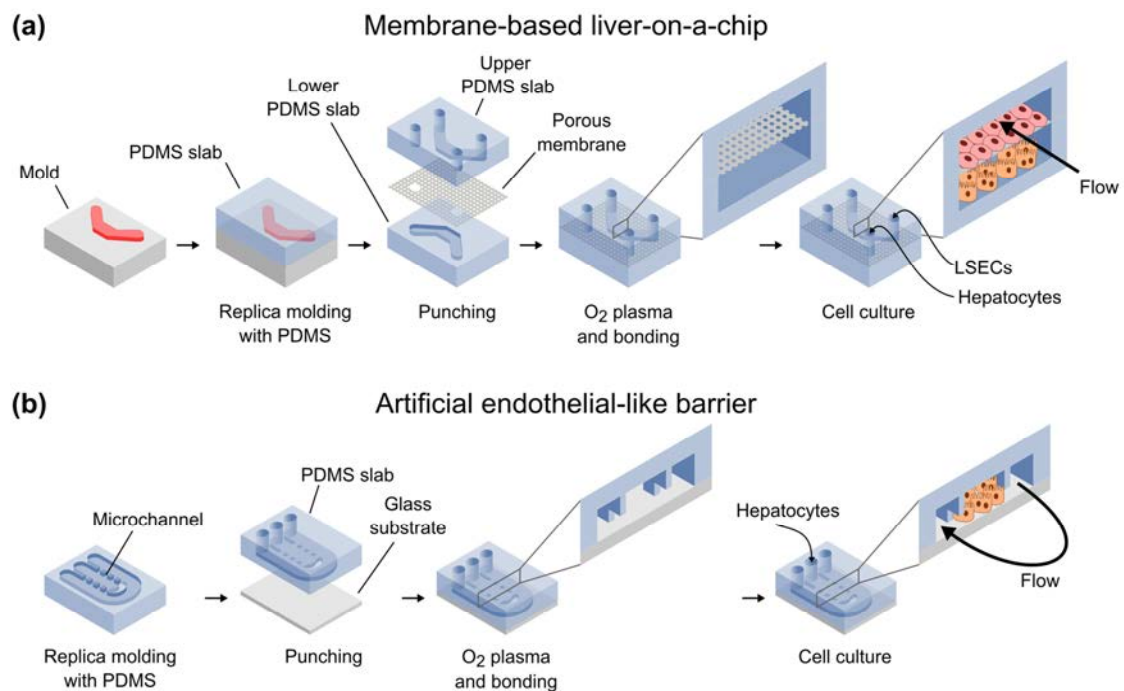 (a)
Membrane-based liver-on-a-chip
Mold
PDMS slab
Lower
PDMS slab
Upper
PDMS slab
Porous
membrane
Flow
LSECs
Hepatocytes
Replica molding
with PDMS
Punching
O₂ plasma
and bonding
Cell culture
(b)
Artificial endothelial-like barrier
Microchannel
PDMS slab
Glass
substrate
Hepatocytes
Flow
Replica molding
with PDMS
Punching
O₂ plasma
and bonding
Cell culture